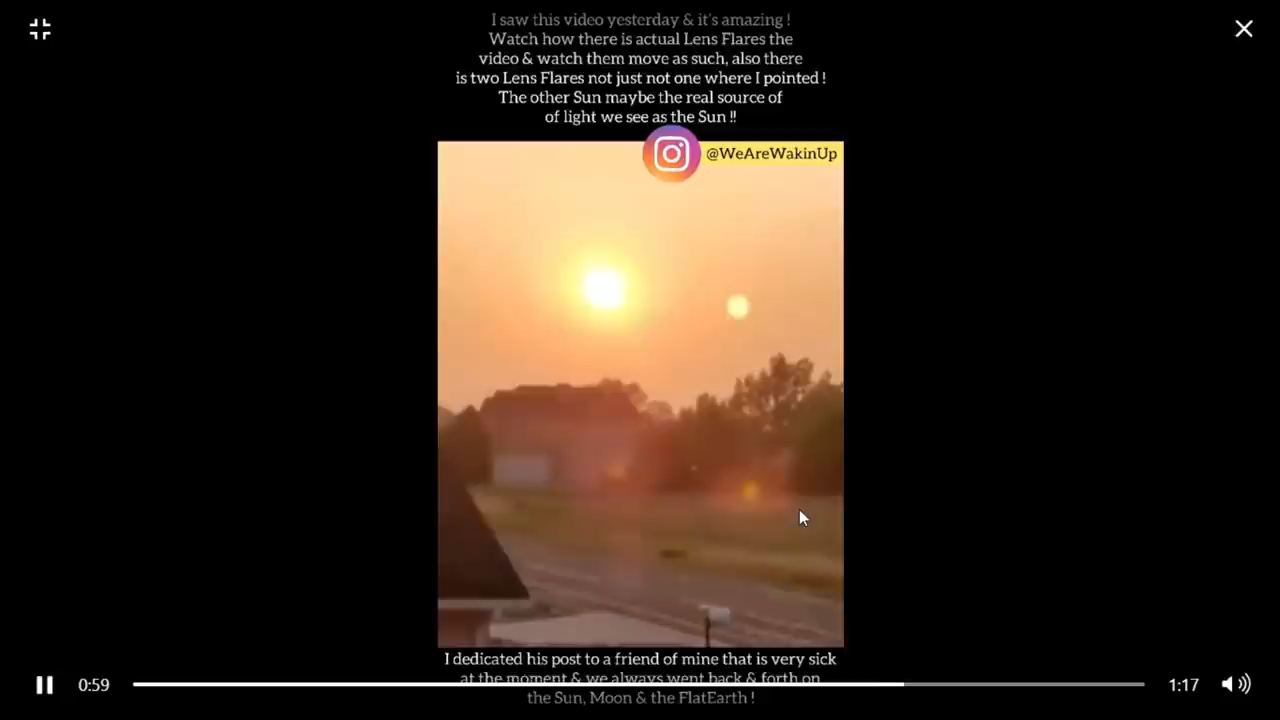 I saw this video yesterday & it's amazing !
Watch how there is actual Lens Flares the
video & watch them move as such, also there
is two Lens Flares not just not one where I pointed !
The other Sun maybe the real source of
of light we see as the Sun !!
@WeAreWakinUp
I dedicated his post to a friend of mine that is very sick
at the moment & we always went back & forth on
0:59
1:17
the Sun, Moon & the FlatEarth !